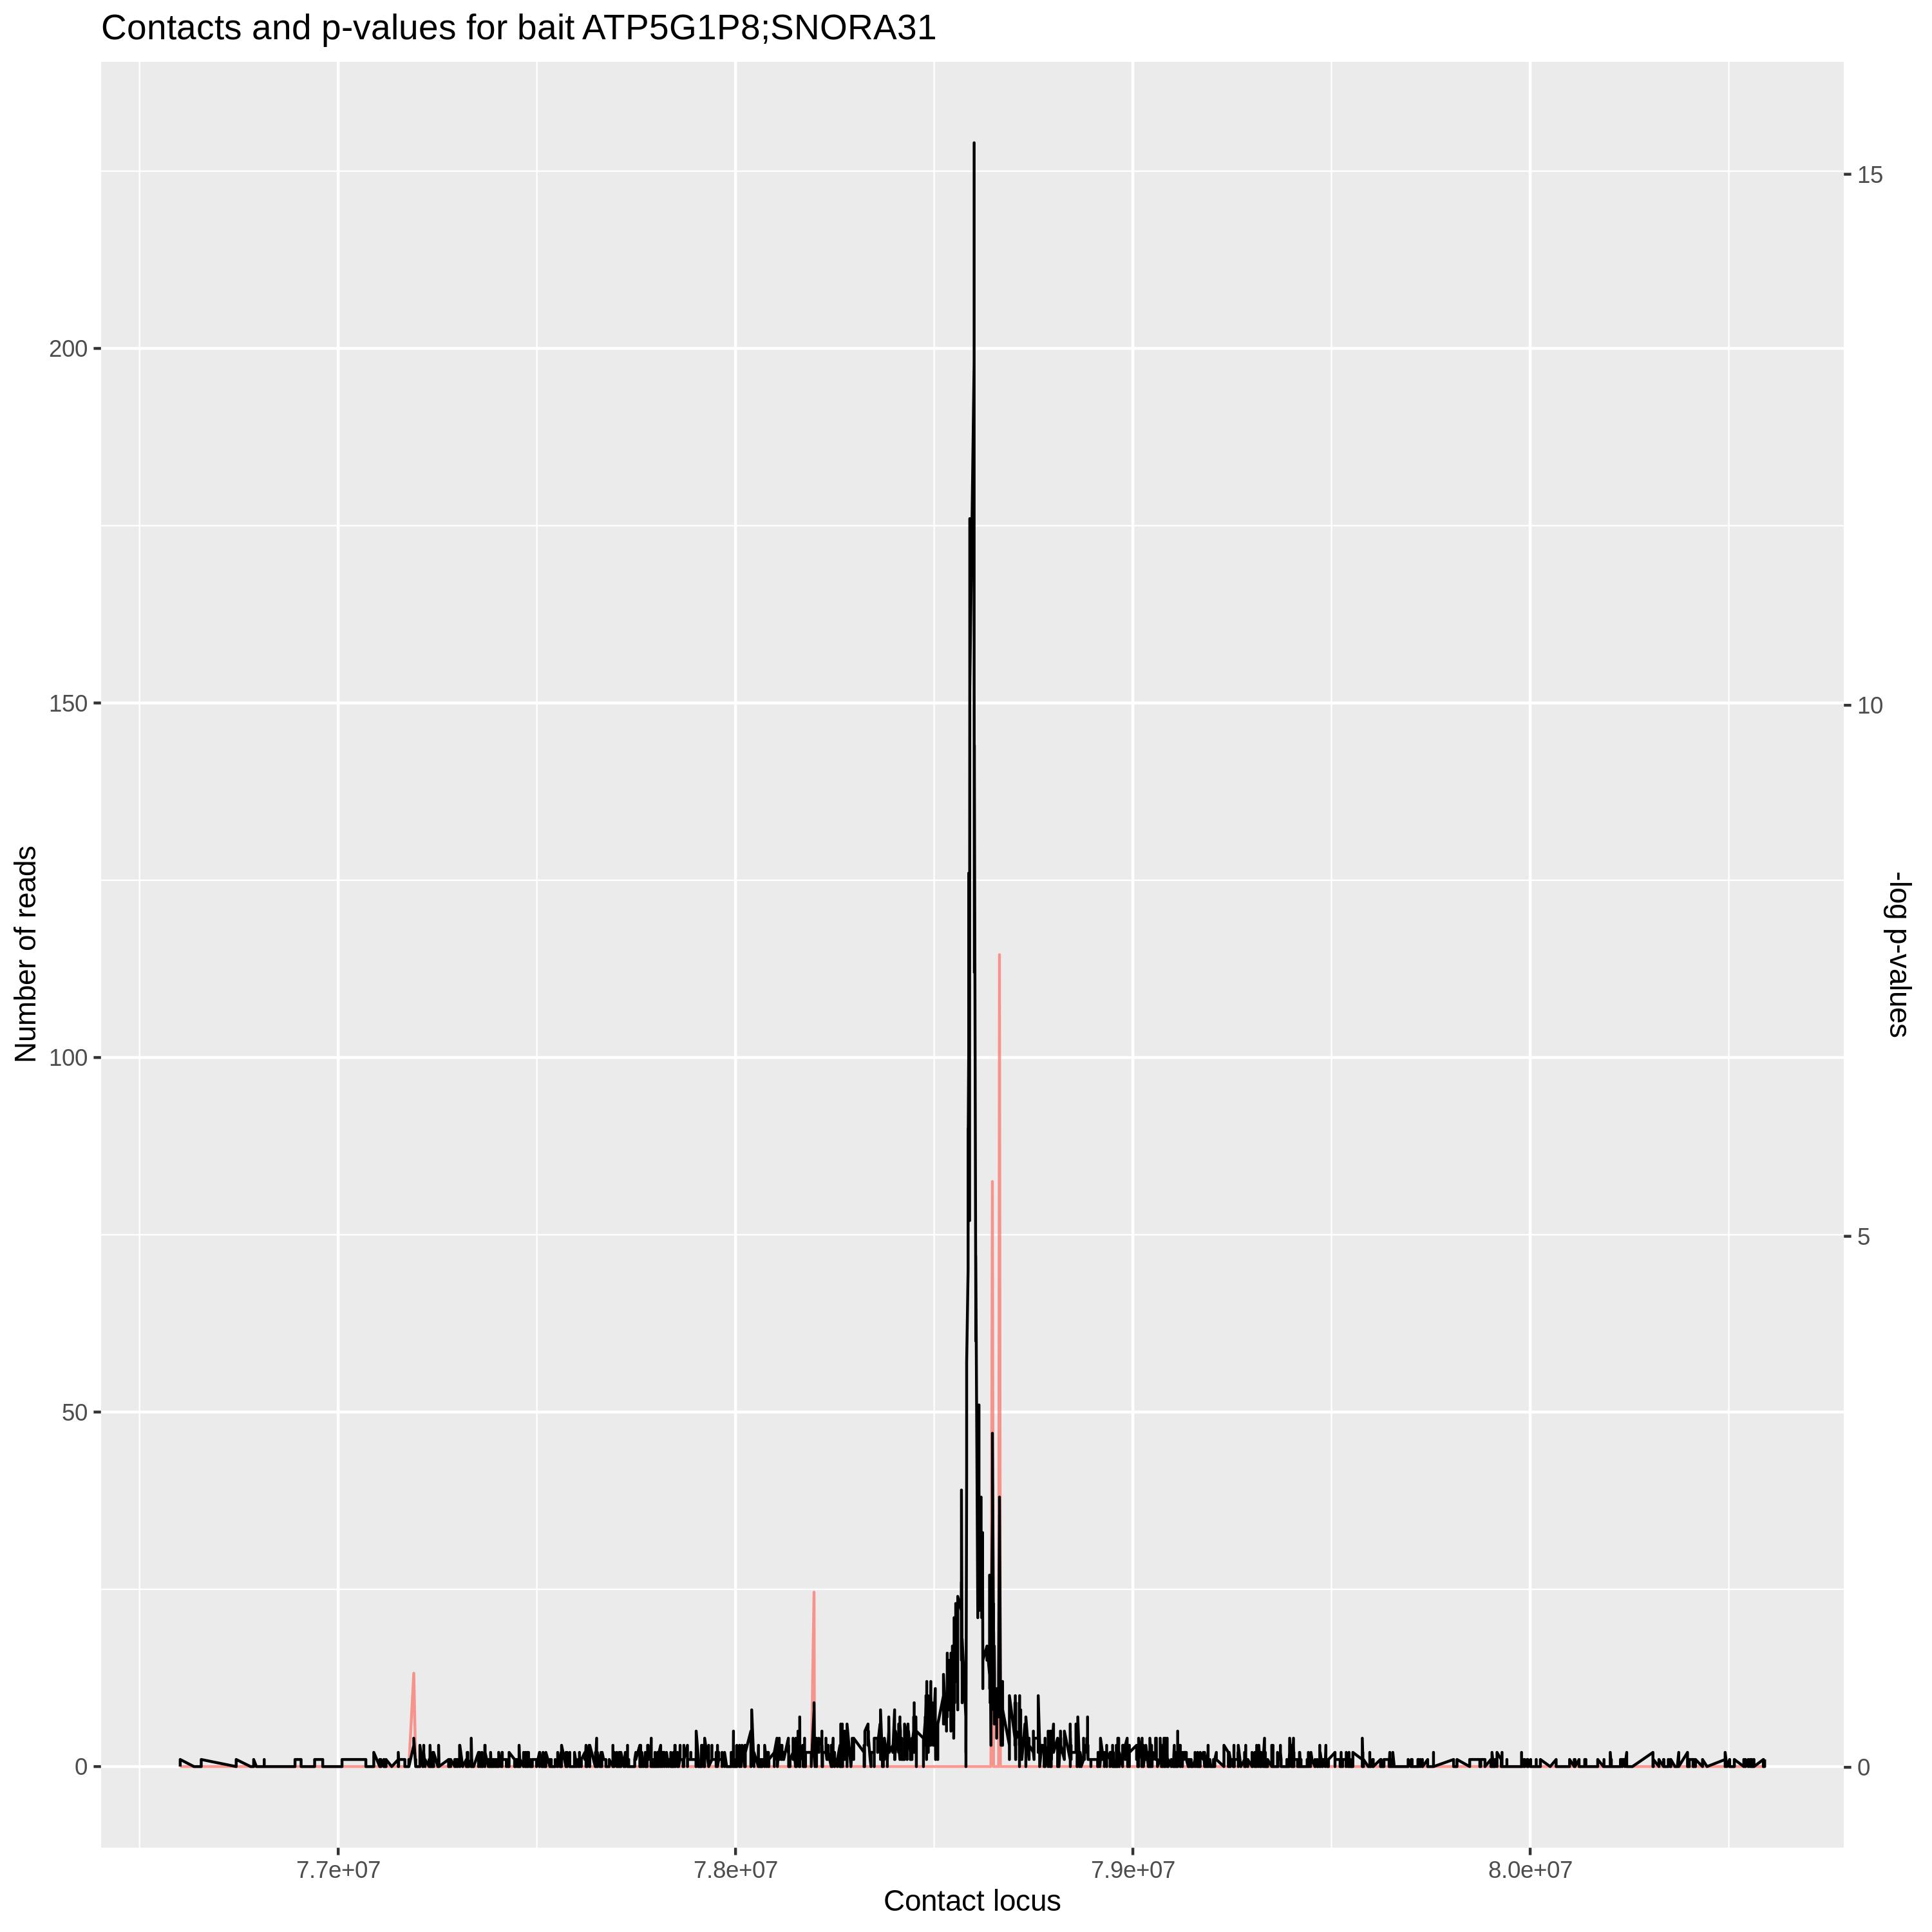 Contacts and p-values for bait ATP5G1P8;SNORA31
Number of reads
200
150
100
50
0
15
10
5
0
-log p-values
7.7e+07 7.8e+07 7.9e+07 8.0e+07
Contact locus